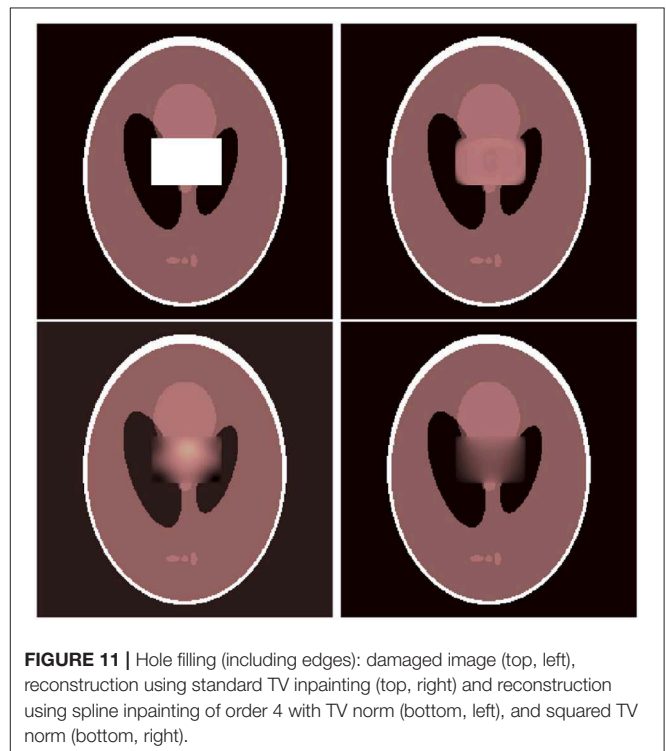 FIGURE 11 | Hole filling (including edges): damaged image (top, left),
reconstruction using standard TV inpainting (top, right) and reconstruction
using spline inpainting of order 4 with TV norm (bottom, left), and squared TV
norm (bottom, right).